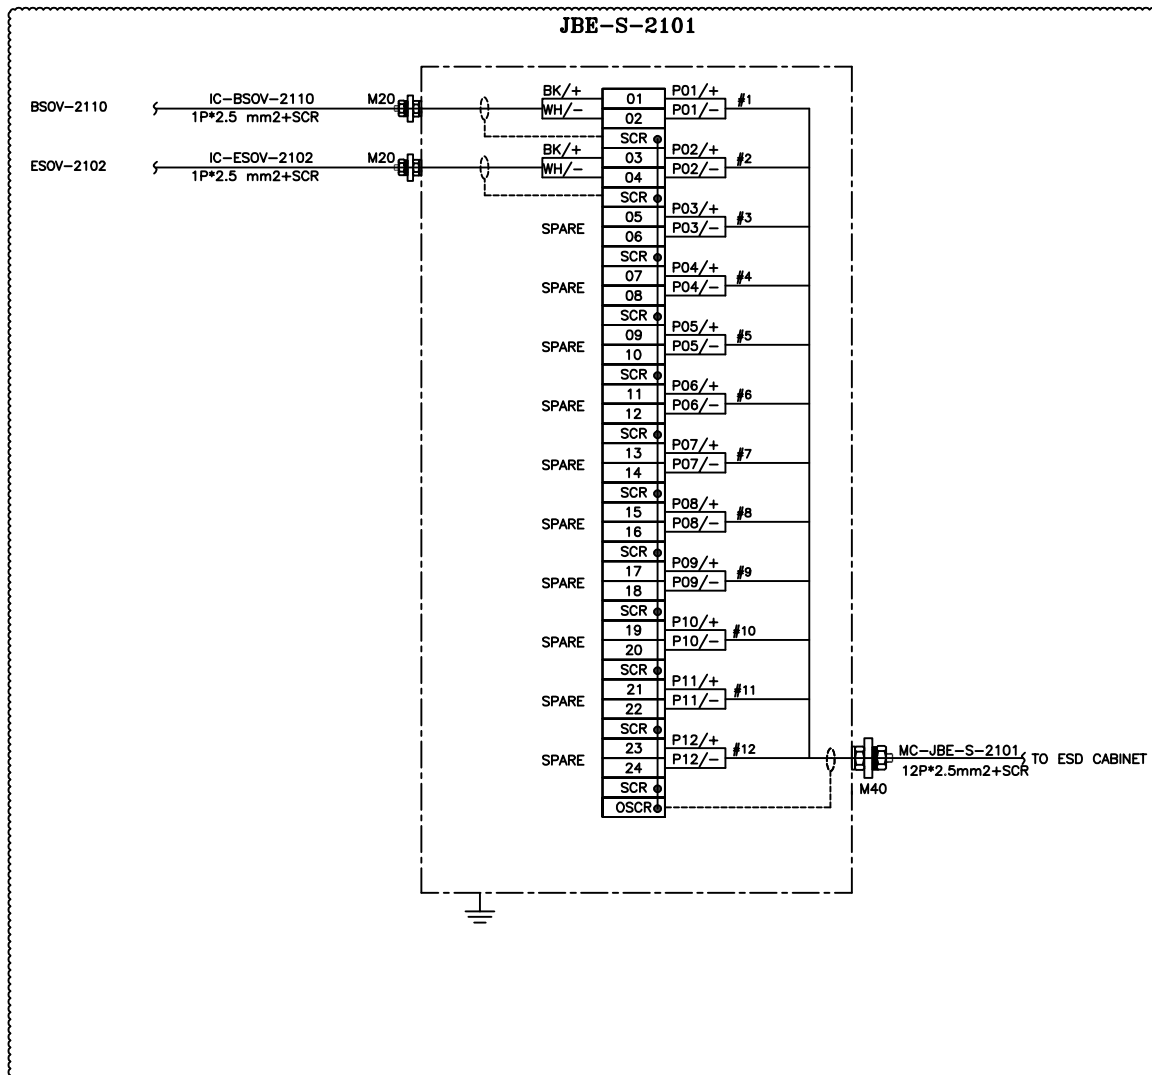 JBE-S-2101
BSOV-2110
IC-BSOV-2110
1P*2.5 mm2+SCR
M20
BK/+
WH/-
01
02
SCR
P01/+
P01/-
#1
ESOV-2102
IC-ESOV-2102
1P*2.5 mm2+SCR
M20
BK/+
WH/-
03
04
SCR
P02/+
P02/-
#2
SPARE
05
06
SCR
P03/+
P03/-
#3
SPARE
07
08
SCR
P04/+
P04/-
#4
SPARE
09
10
SCR
P05/+
P05/-
#5
SPARE
11
12
SCR
P06/+
P06/-
#6
SPARE
13
14
SCR
P07/+
P07/-
#7
SPARE
15
16
SCR
P08/+
P08/-
#8
SPARE
17
18
SCR
P09/+
P09/-
#9
SPARE
19
20
SCR
P10/+
P10/-
#10
SPARE
21
22
SCR
P11/+
P11/-
#11
SPARE
23
24
SCR
OSCR
P12/+
P12/-
#12
M40
MC-JBE-S-2101
12P*2.5mm2+SCR
TO ESD CABINET